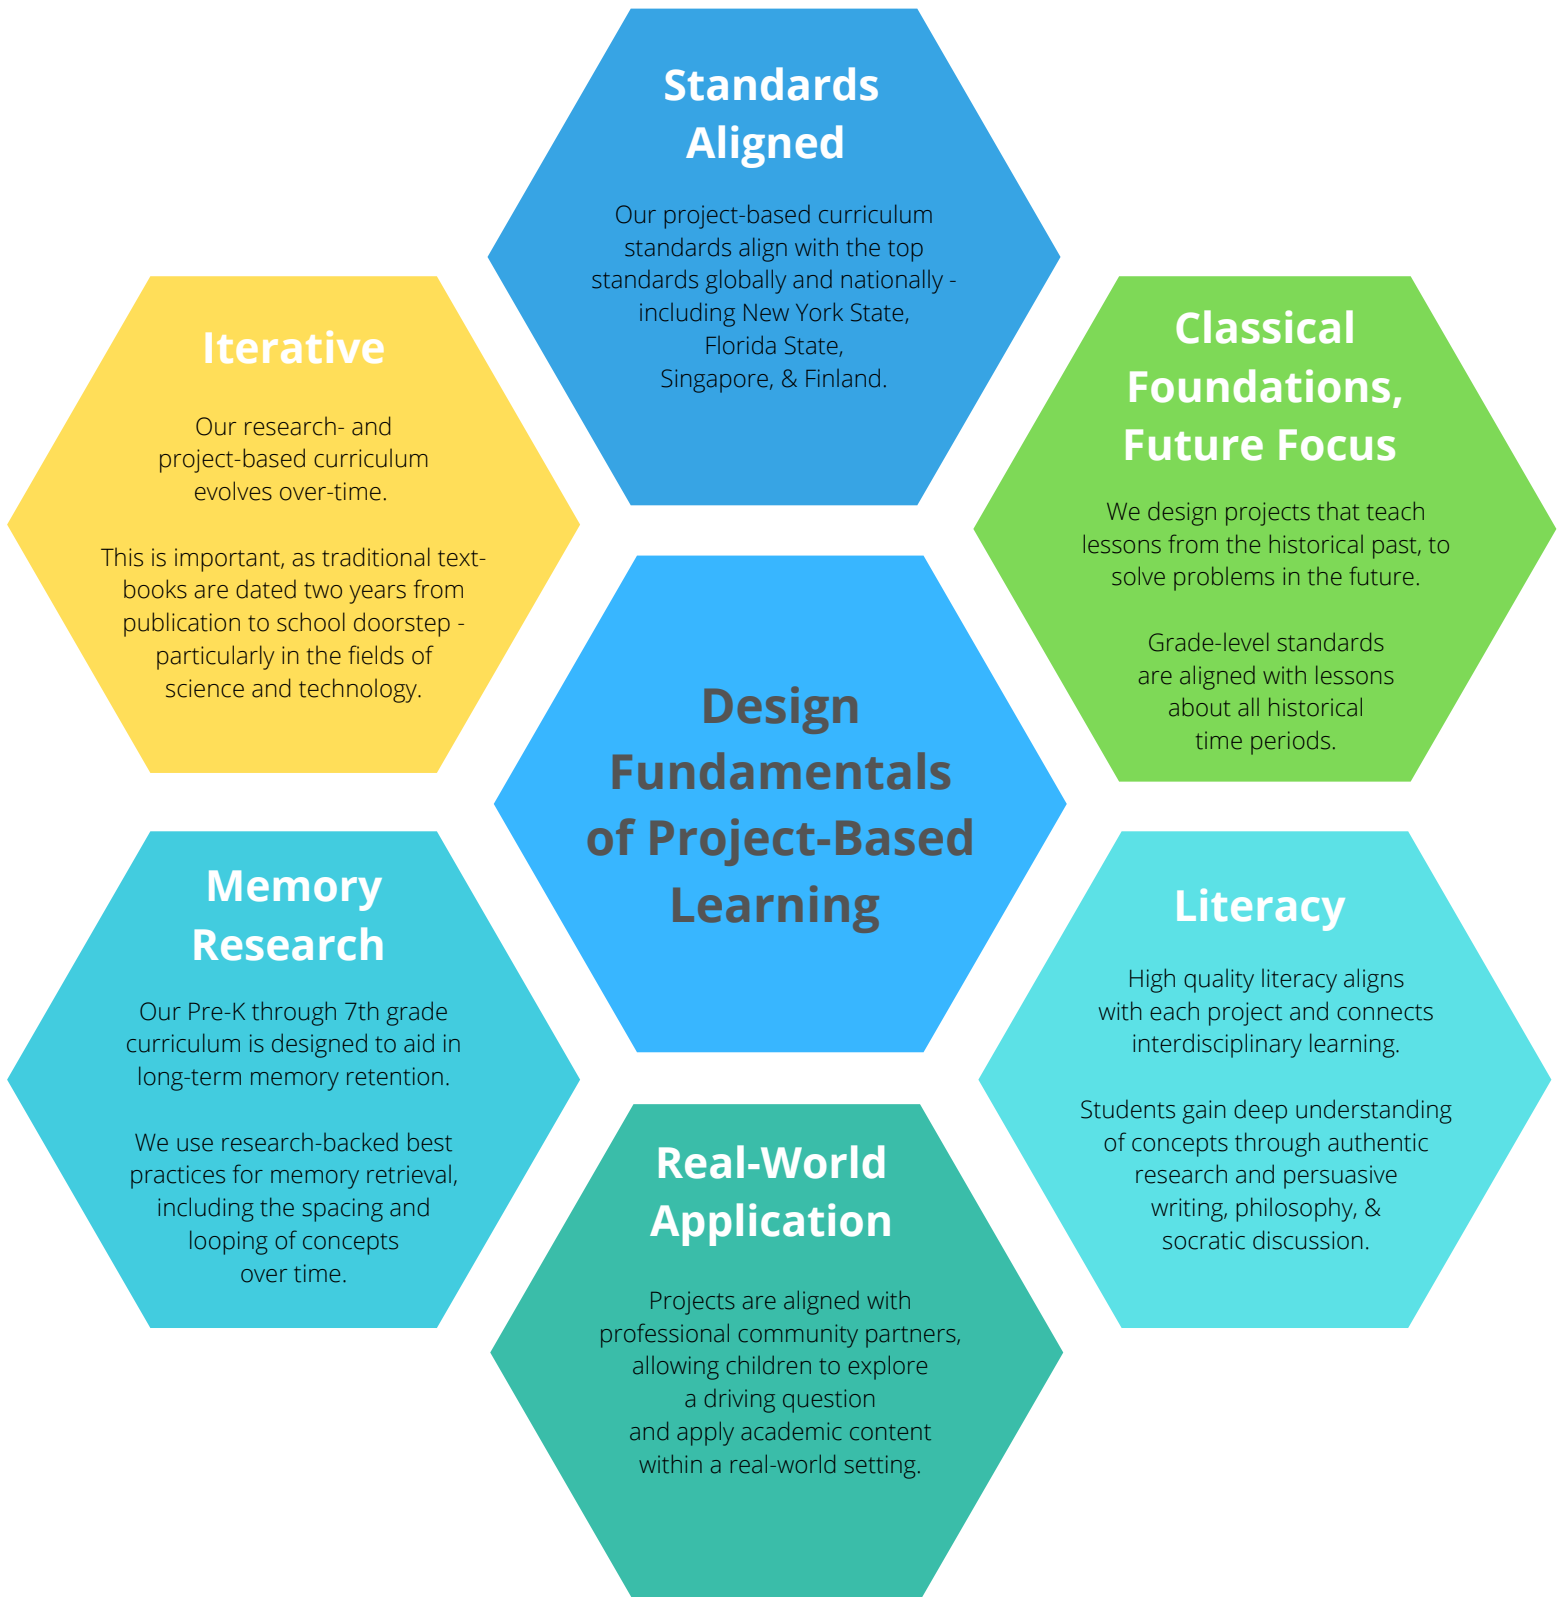 Standards
Aligned
Our project-based curriculum
standards align with the top
standards globally and nationally -
including New York State,
Florida State,
Singapore, & Finland.
Iterative
Our research- and
project-based curriculum
evolves over-time.
This is important, as traditional text-
books are dated two years from
publication to school doorstep -
particularly in the fields of
science and technology.
Classical
Foundations,
Future Focus
We design projects that teach
lessons from the historical past, to
solve problems in the future.
Grade-level standards
are aligned with lessons
about all historical
time periods.
Design
Fundamentals
of Project-Based
Learning
Memory
Research
Our Pre-K through 7th grade
curriculum is designed to aid in
long-term memory retention.
We use research-backed best
practices for memory retrieval,
including the spacing and
looping of concepts
over time.
Literacy
High quality literacy aligns
with each project and connects
interdisciplinary learning.
Students gain deep understanding
of concepts through authentic
research and persuasive
writing, philosophy, &
socratic discussion.
Real-World
Application
Projects are aligned with
professional community partners,
allowing children to explore
a driving question
and apply academic content
within a real-world setting.